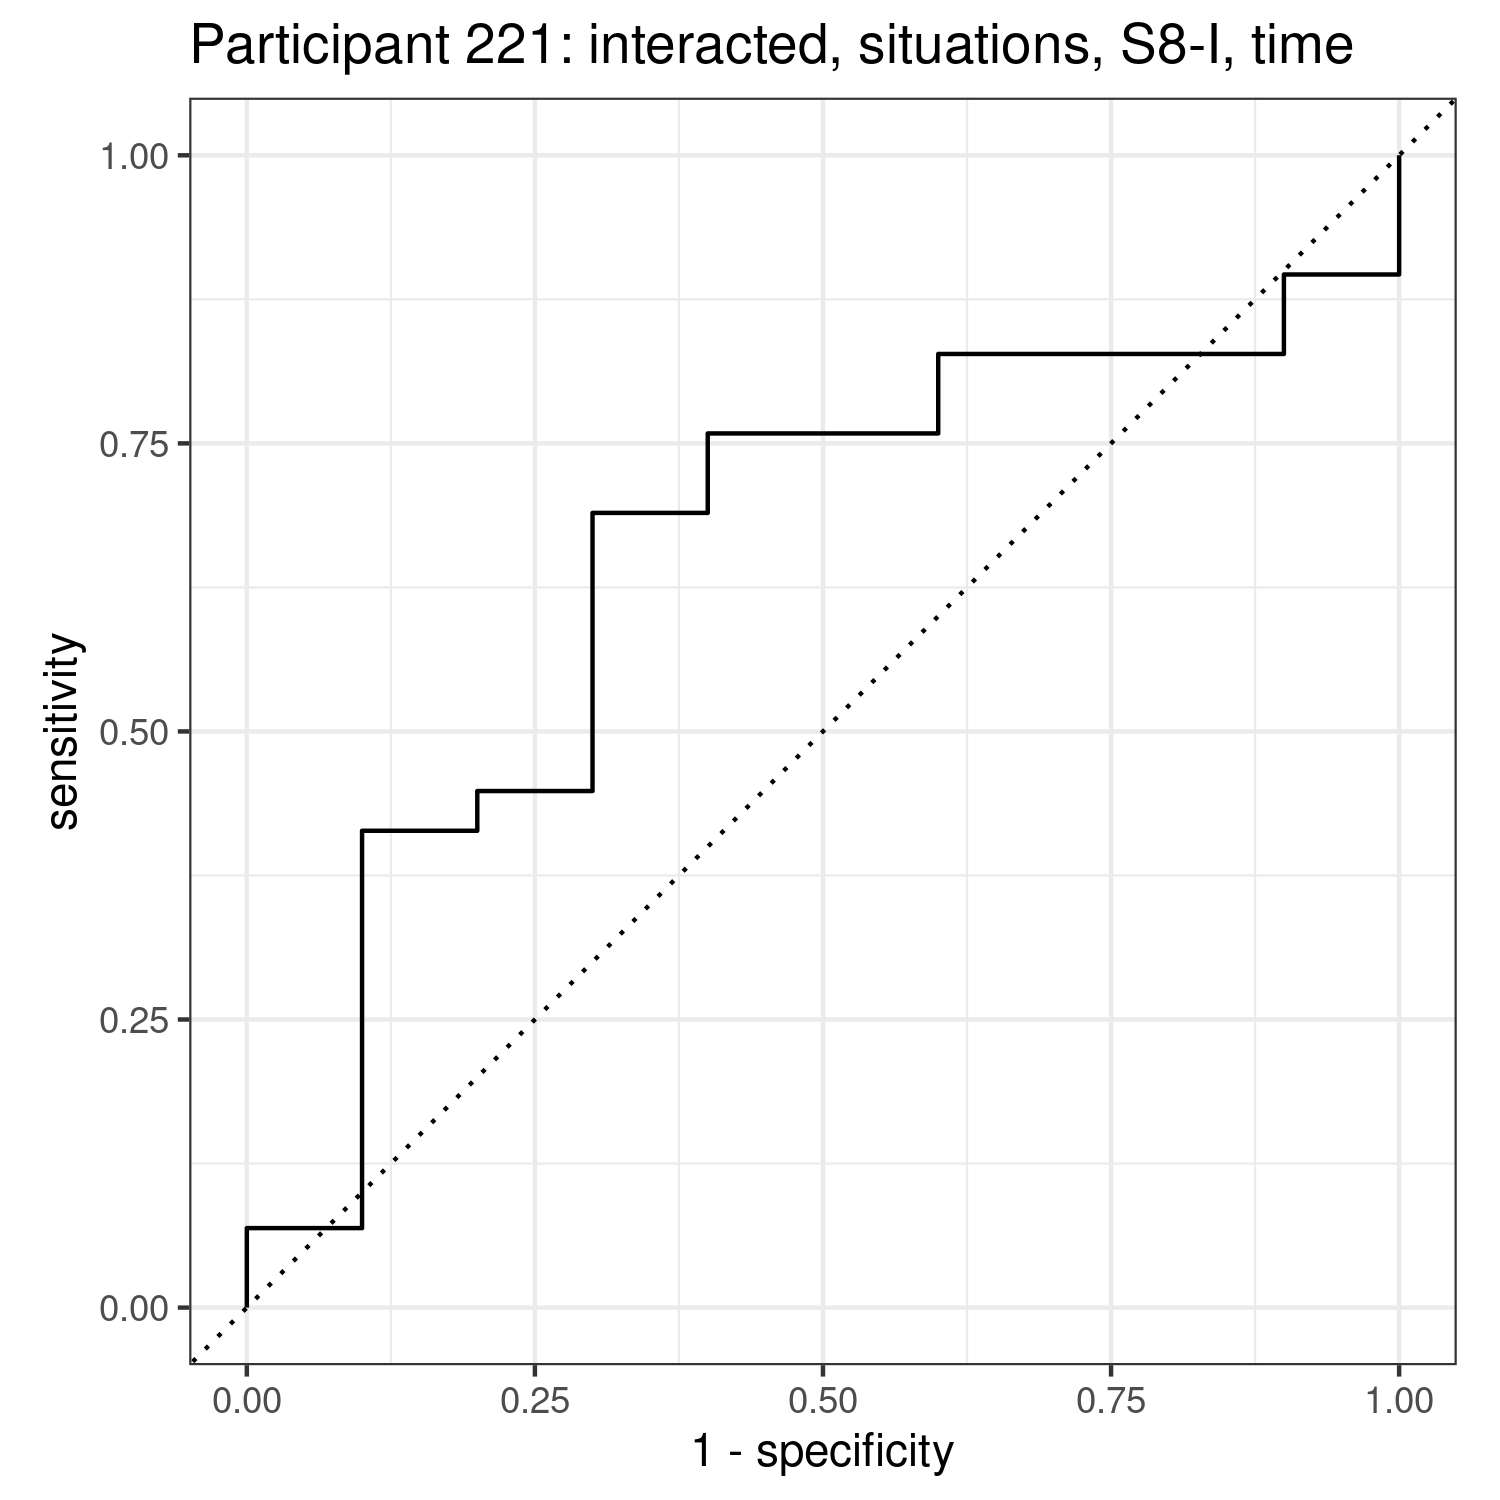 Participant 221: interacted, situations, S8-I, time
sensitivity
1.00
0.75
0.50
0.25
0.00
0.00 0.25 0.50 0.75 1.00
1 - specificity